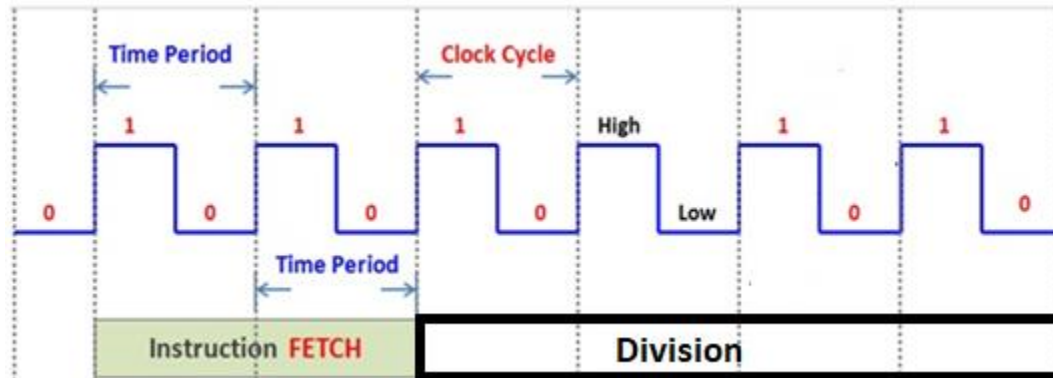 Time Period Clock Cycle
1 1 1 High 1 1
0 0 0 0 Low 0 0
Time Period
Instruction FETCH Division